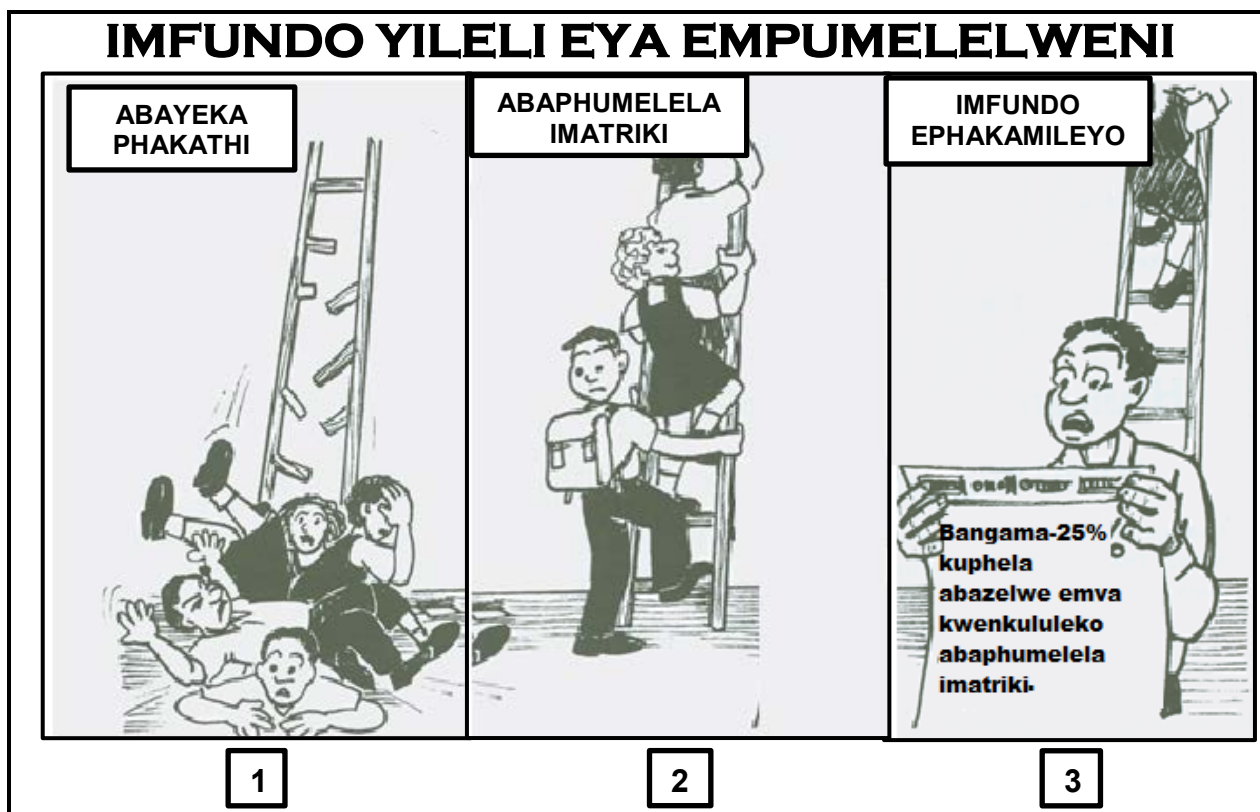 IMFUNDO YILELI EYA EMPUMELELWENI
ABAYEKA
PHAKATHI
ABAPHUMELELA
IMATRIKI
IMFUNDO
EPHAKAMILEYO
Bangama-25%
kuphela
abazelwe emva
kwenkululeko
abaphumelela
imatriki.
1
2
3